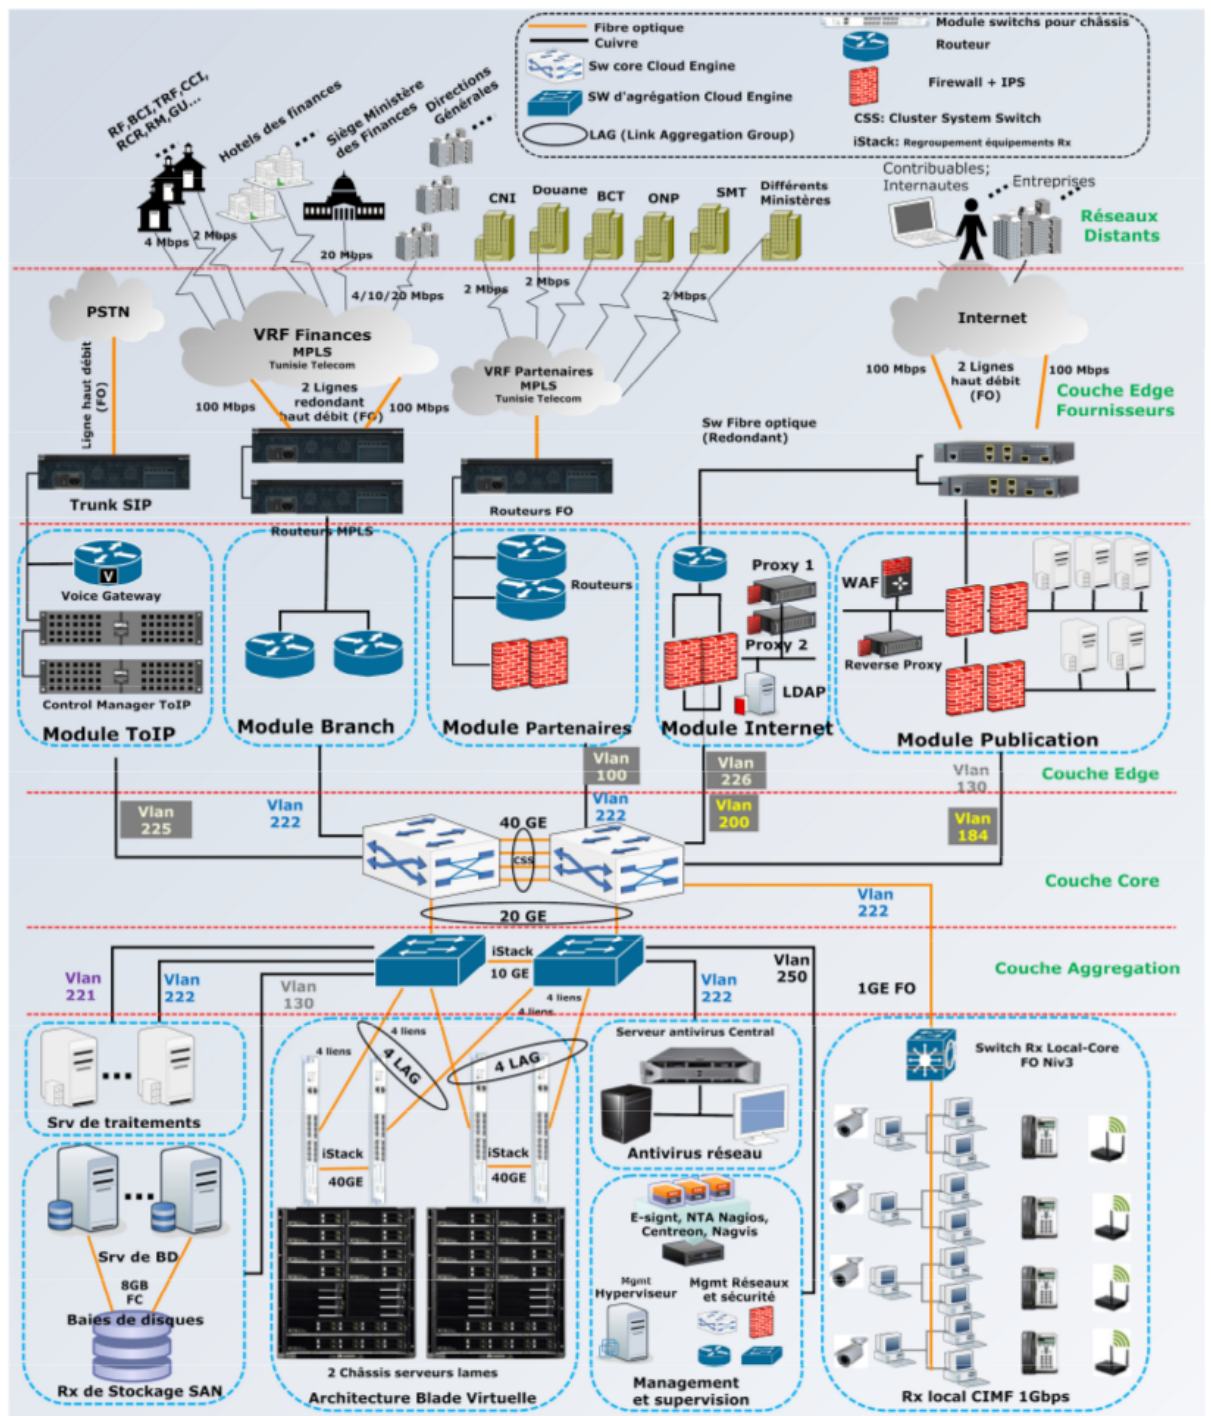 Fibre optique
Cuivre
Sw core Cloud Engine
SW d'agrégation Cloud Engine
LAG (Link Aggregation Group)
Module switchs pour châssis
Routeur
Firewall + IPS
CSS: Cluster System Switch
iStack: Regroupement équipements Rx
RF,BCI,TRF,CCI,
RCR,RM,GU...
Hotels des finances
Siège Ministère
des Finances
Directions
Générales
CNI
Douane
BCT
ONP
SMT
Différents
Ministères
Contribuables;
Internautes
Entreprises
Réseaux
Distants
4 Mbps
2 Mbps
20 Mbps
4/10/20 Mbps
2 Mbps
2 Mbps
2 Mbps
PSTN
VRF Finances
MPLS
Tunisie Telecom
VRF Partenaires
MPLS
Tunisie Telecom
Internet
Ligne haut débit
(FO)
100 Mbps
2 Lignes
redondant
haut débit (FO)
100 Mbps
100 Mbps
2 Lignes
haut débit
(FO)
100 Mbps
Couche Edge
Fournisseurs
Sw Fibre optique
(Redondant)
Trunk SIP
Routeurs MPLS
Routeurs FO
V
Voice Gateway
Control Manager ToIP
Module ToIP
Module Branch
Routeurs
Module Partenaires
Proxy 1
Proxy 2
LDAP
Module Internet
WAF
Reverse Proxy
Module Publication
Couche Edge
Vlan
225
Vlan
222
Vlan
100
Vlan
222
Vlan
226
Vlan
200
Vlan
130
Vlan
184
40 GE
CSS
20 GE
Vlan
222
Couche Core
iStack
10 GE
Vlan
221
Vlan
222
Vlan
130
Vlan
222
Vlan
250
1GE FO
Couche Aggregation
4 liens
4 liens
4 liens
4 liens
4 LAG
4 LAG
iStack
40GE
iStack
40GE
2 Châssis serveurs lames
Architecture Blade Virtuelle
Srv de traitements
Srv de BD
8GB
FC
Baies de disques
Rx de Stockage SAN
Serveur antivirus Central
Antivirus réseau
E-signt, NTA Nagios,
Centreon, Nagvis
Mgmt
Hyperviseur
Mgmt Réseaux
et sécurité
Management
et supervision
Switch Rx Local-Core
FO Niv3
Rx local CIMF 1Gbps